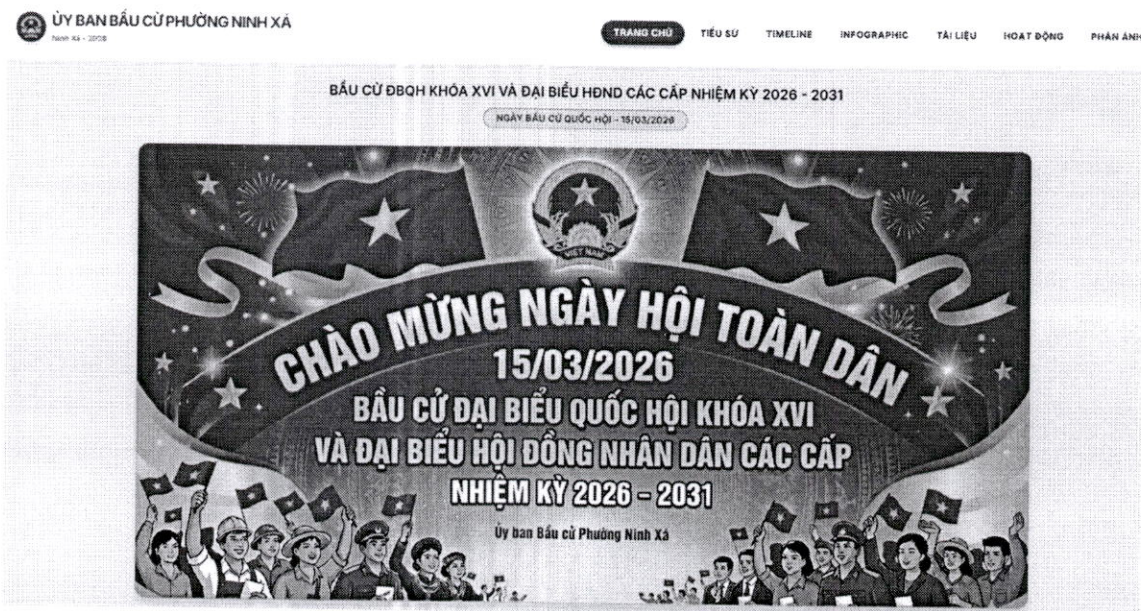 ỦY BAN BẦU CỬ PHƯỜNG NINH XÁ
TRANG CHỦ TIỂU SỬ TIMELINE INFOGRAPHIC TÀI LIỆU HOẠT ĐỘNG PHẢN ÁNH
BẦU CỬ ĐBQH KHÓA XVI VÀ ĐẠI BIỂU HĐND CÁC CẤP NHIỆM KỲ 2026 - 2031
NGÀY BẦU CỬ QUỐC HỘI - 15/03/2026
VIỆT NAM
CHÀO MỪNG NGÀY HỘI TOÀN DÂN
15/03/2026
BẦU CỬ ĐẠI BIỂU QUỐC HỘI KHÓA XVI
VÀ ĐẠI BIỂU HỘI ĐỒNG NHÂN DÂN CÁC CẤP
NHIỆM KỲ 2026 - 2031
Ủy ban Bầu cử Phường Ninh Xá